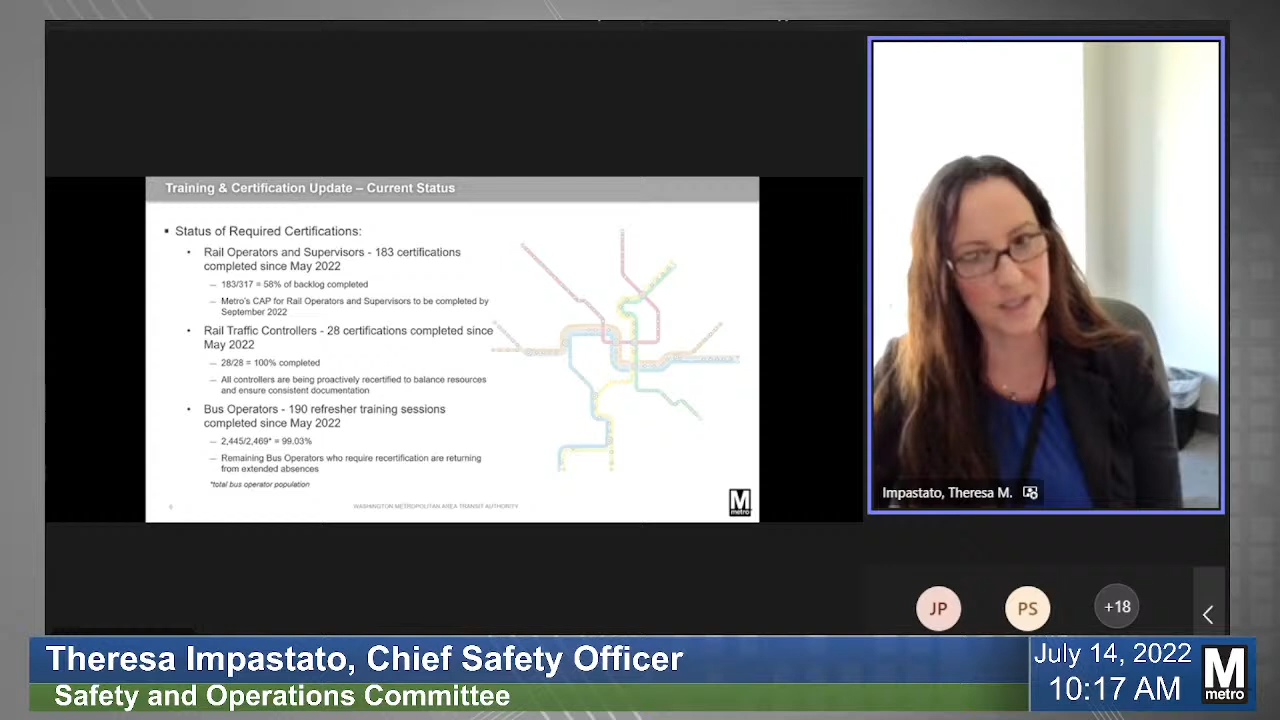 Training & Certification Update – Current Status
▪ Status of Required Certifications:
• Rail Operators and Supervisors - 183 certifications
completed since May 2022
— 183/317 = 58% of backlog completed
— Metro's CAP for Rail Operators and Supervisors to be completed by
September 2022
• Rail Traffic Controllers - 28 certifications completed since
May 2022
— 28/28 = 100% completed
— All controllers are being proactively recertified to balance resources
and ensure consistent documentation
• Bus Operators - 190 refresher training sessions
completed since May 2022
— 2,445/2,469* = 99.03%
— Remaining Bus Operators who require recertification are returning
from extended absences
*total bus operator population
WASHINGTON METROPOLITAN AREA TRANSIT AUTHORITY
M
metro
Impastato, Theresa M.
JP
PS
+18
Theresa Impastato, Chief Safety Officer
Safety and Operations Committee
July 14, 2022
10:17 AM
M
metro